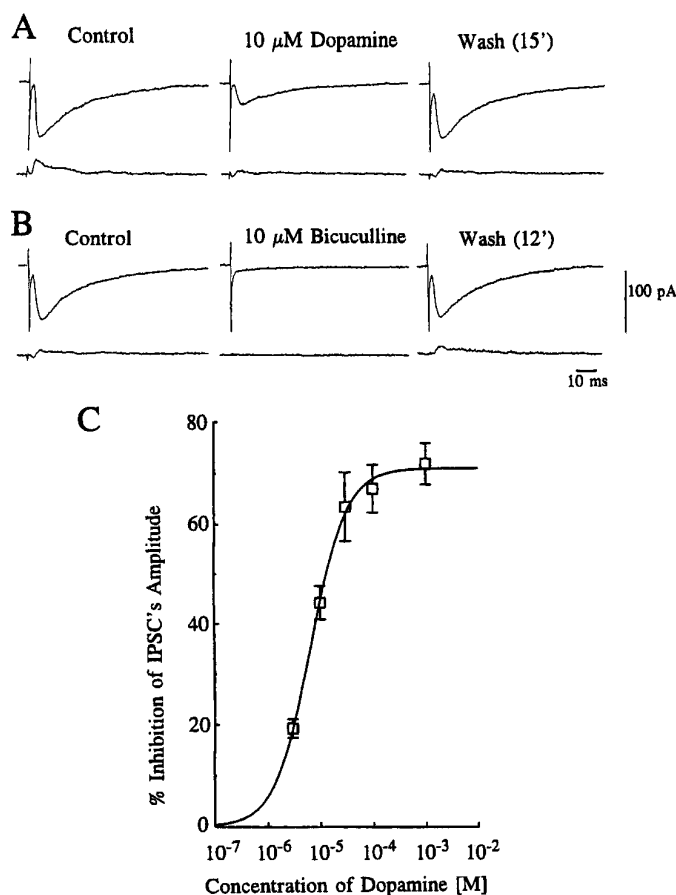 A
Control
10 μM Dopamine
Wash (15')
B
Control
10 μM Bicuculline
Wash (12')
100 pA
10 ms
C
80
60
40
20
0
% Inhibition of IPSC's Amplitude
10⁻⁷ 10⁻⁶ 10⁻⁵ 10⁻⁴ 10⁻³ 10⁻²
Concentration of Dopamine [M]